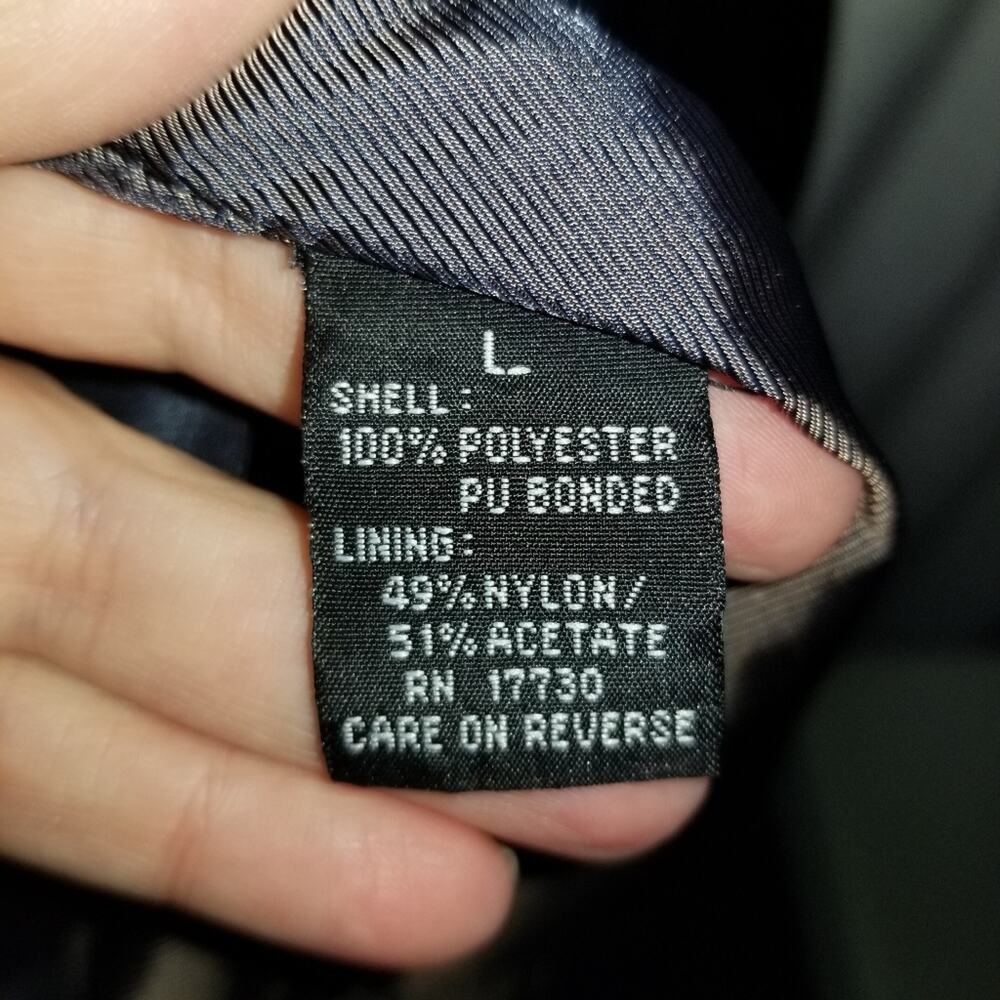 L
SHELL:
100% POLYESTER
PU BONDED
LINING:
49% NYLON/
51% ACETATE
RN 17730
CARE ON REVERSE